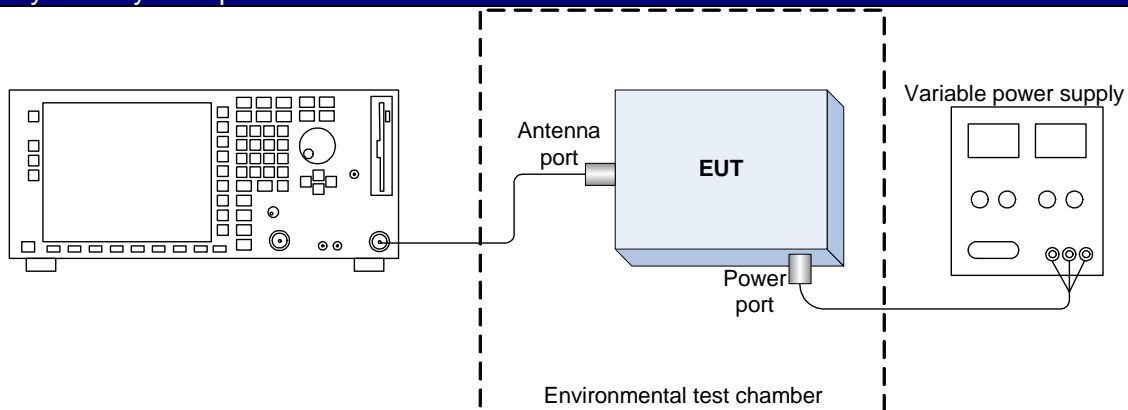 Variable power supply
Antenna
port
EUT
Power
port
Environmental test chamber